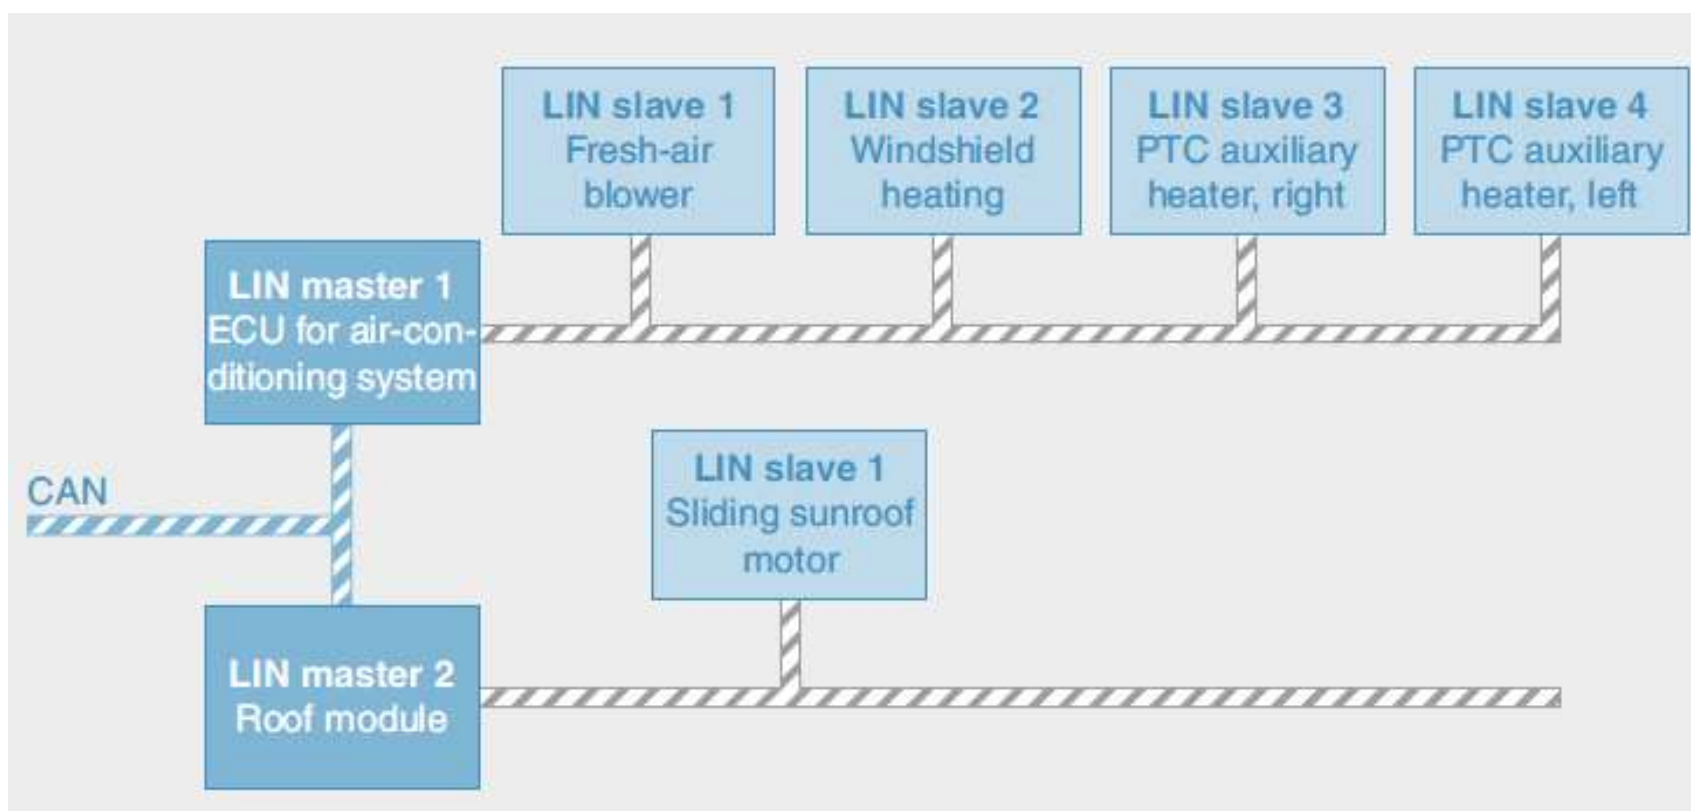 LIN slave 1
Fresh-air
blower
LIN slave 2
Windshield
heating
LIN slave 3
PTC auxiliary
heater, right
LIN slave 4
PTC auxiliary
heater, left
LIN master 1
ECU for air-con-
ditioning system
CAN
LIN slave 1
Sliding sunroof
motor
LIN master 2
Roof module